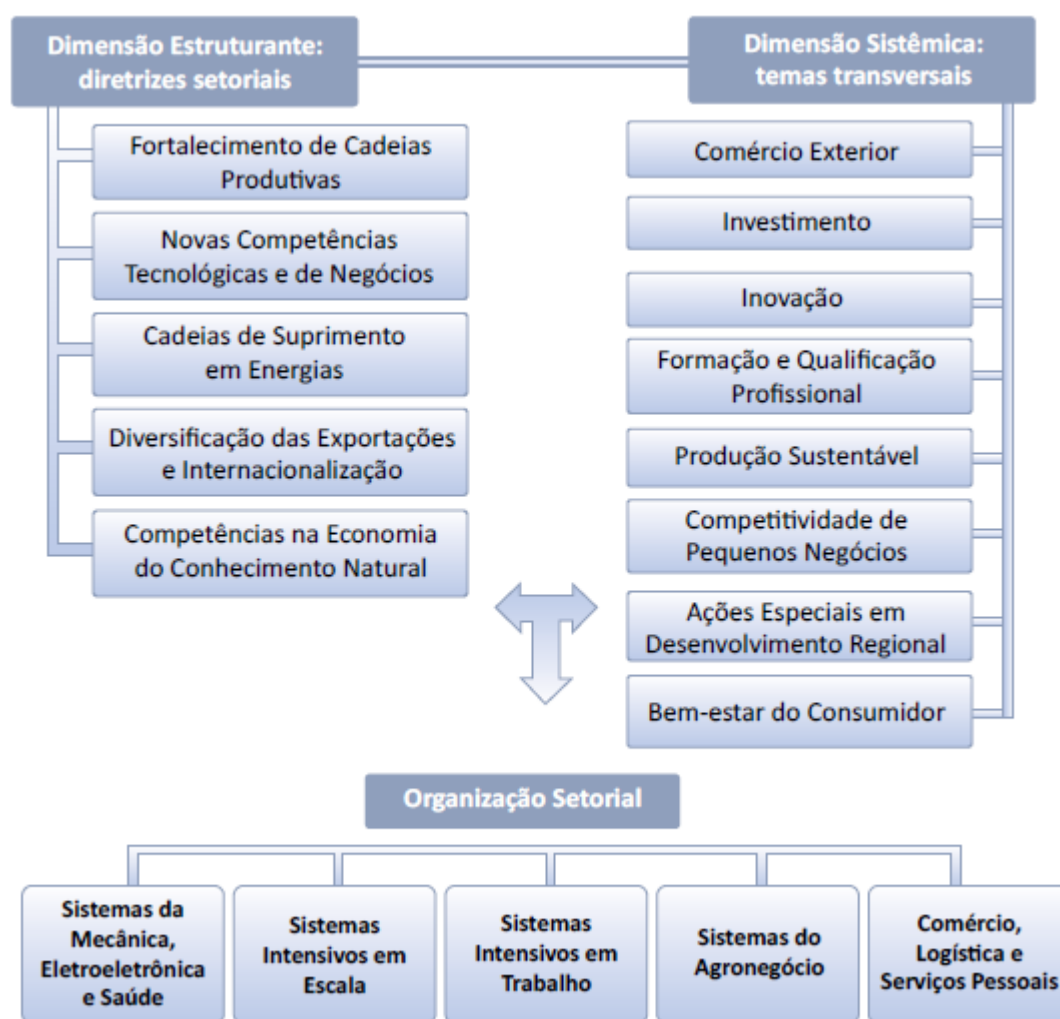 Dimensão Estruturante:
diretrizes setoriais
Fortalecimento de Cadeias
Produtivas
Novas Competências
Tecnológicas e de Negócios
Cadeias de Suprimento
em Energias
Diversificação das Exportações
e Internacionalização
Competências na Economia
do Conhecimento Natural
Dimensão Sistêmica:
temas transversais
Comércio Exterior
Investimento
Inovação
Formação e Qualificação
Profissional
Produção Sustentável
Competitividade de
Pequenos Negócios
Ações Especiais em
Desenvolvimento Regional
Bem-estar do Consumidor
Organização Setorial
Sistemas da
Mecânica,
Eletroeletrônica
e Saúde
Sistemas
Intensivos em
Escala
Sistemas
Intensivos em
Trabalho
Sistemas do
Agronegócio
Comércio,
Logística e
Serviços Pessoais